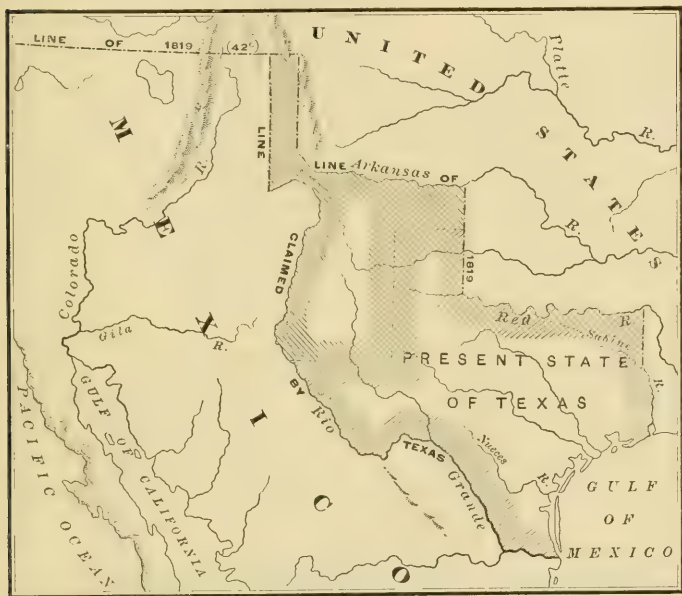 UNITED STATES
LINE OF 1819 (42°)
Platte
R.
MEXICO
R.
LINE
LINE Arkansas OF
R.
1819
CLAIMED
Colorado
Gila
R.
Red
R
Sabine
PRESENT STATE
OF TEXAS
R.
BY Rio
TEXAS Grande
Nueces
R.
GULF OF CALIFORNIA
PACIFIC OCEAN
GULF
OF
MEXICO